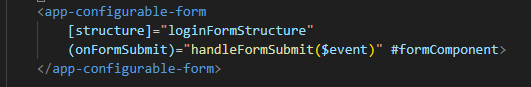 <app-configurable-form
[structure]="loginFormStructure"
(onFormSubmit)="handleFormSubmit($event)" #formComponent>
</app-configurable-form>